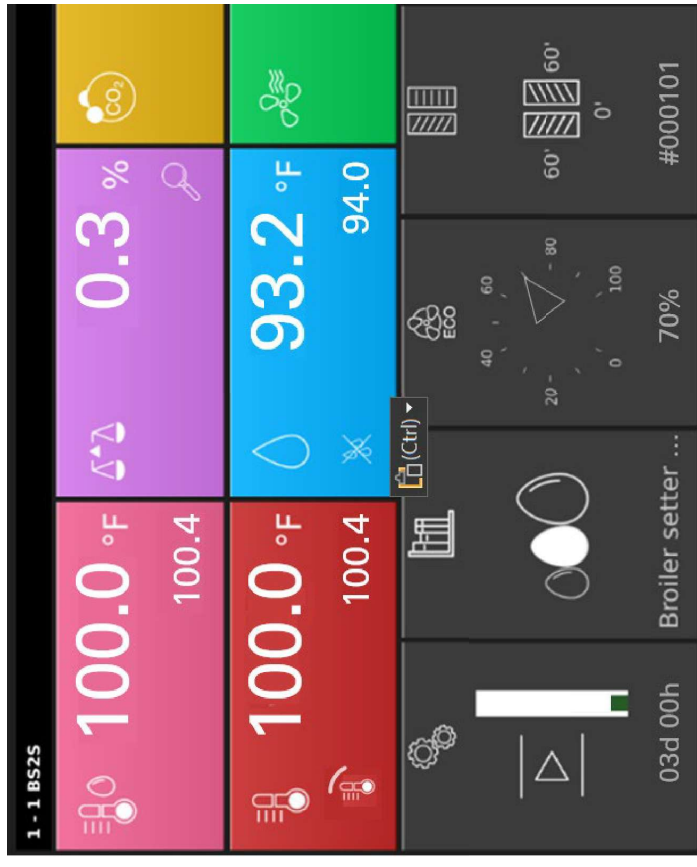 1 - 1 BS2S
100.0 °F
100.4
0.3 %
CO₂
100.0 °F
100.4
93.2 °F
94.0
(Ctrl)
03d 00h
Broiler setter ...
ECO
40 60
20 80
0 100
70%
60' 60'
0'
#000101